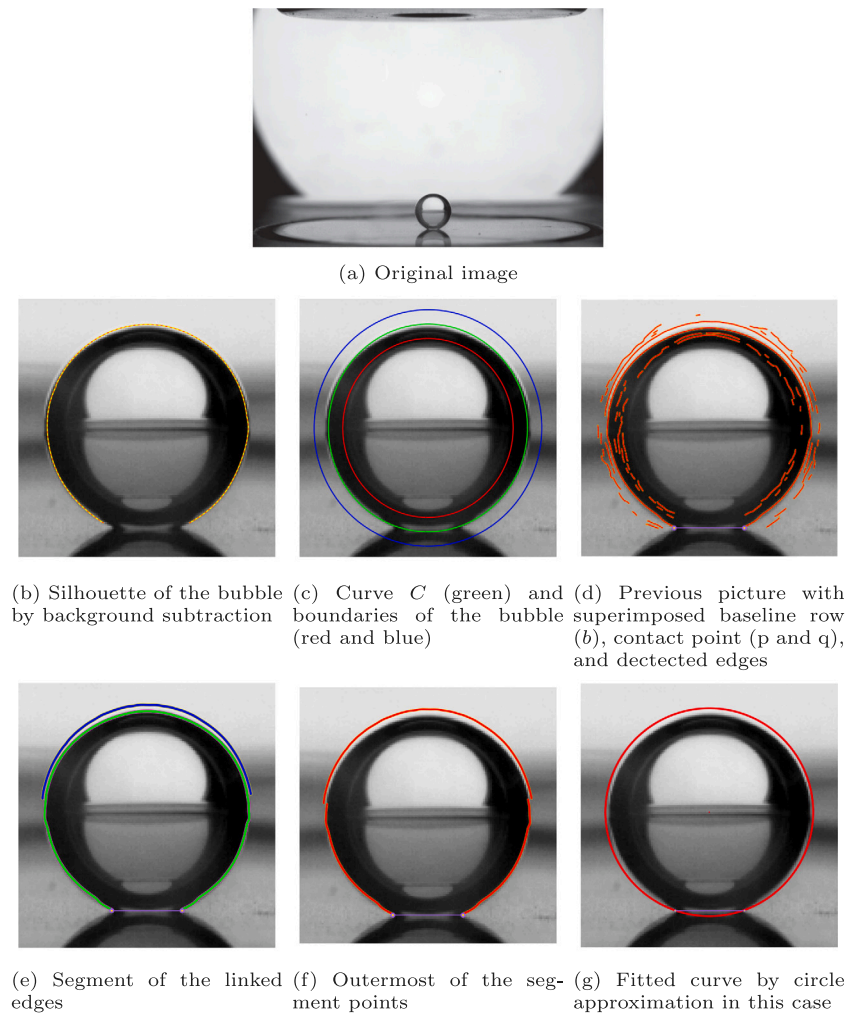 (a) Original image
(b) Silhouette of the bubble
by background subtraction
(c) Curve C (green) and
boundaries of the bubble
(red and blue)
(d) Previous picture with
superimposed baseline row
(b), contact point (p and q),
and dectected edges
(e) Segment of the linked
edges
(f) Outermost of the seg-
ment points
(g) Fitted curve by circle
approximation in this case